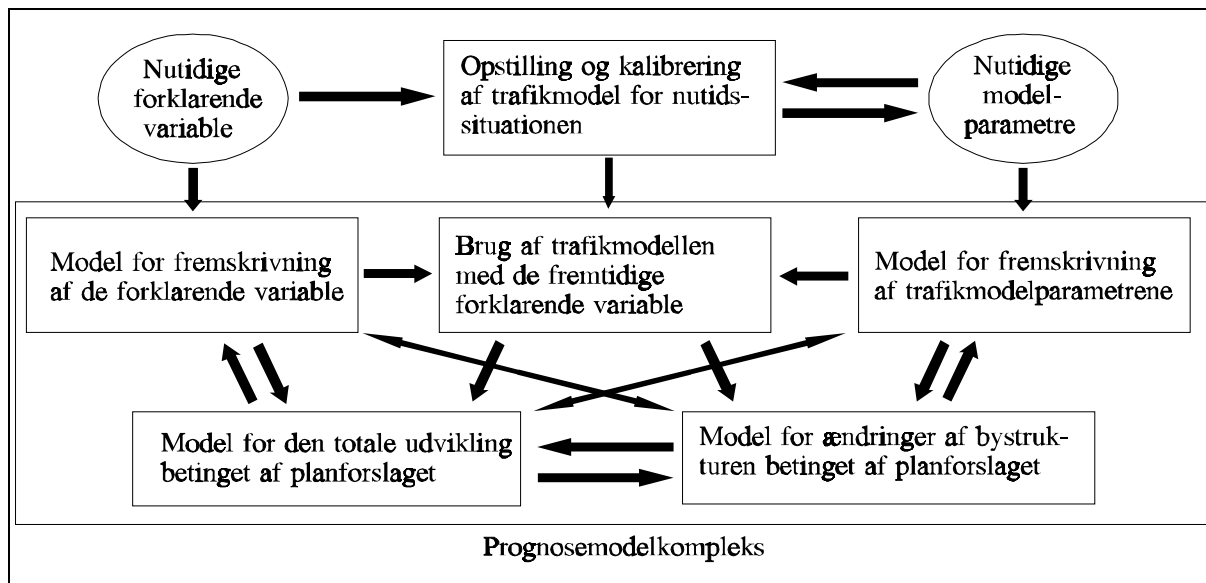 Nutidige
forklarende
variable
Opstilling og kalibrering
af trafikmodel for nutids-
situationen
Nutidige
model-
parametre
Model for fremskrivning
af de forklarende variable
Brug af trafikmodellen
med de fremtidige
forklarende variable
Model for fremskrivning
af trafikmodelparametrene
Model for den totale udvikling
betinget af planforslaget
Model for ændringer af bystruk-
turen betinget af planforslaget
Prognosemodelkompleks